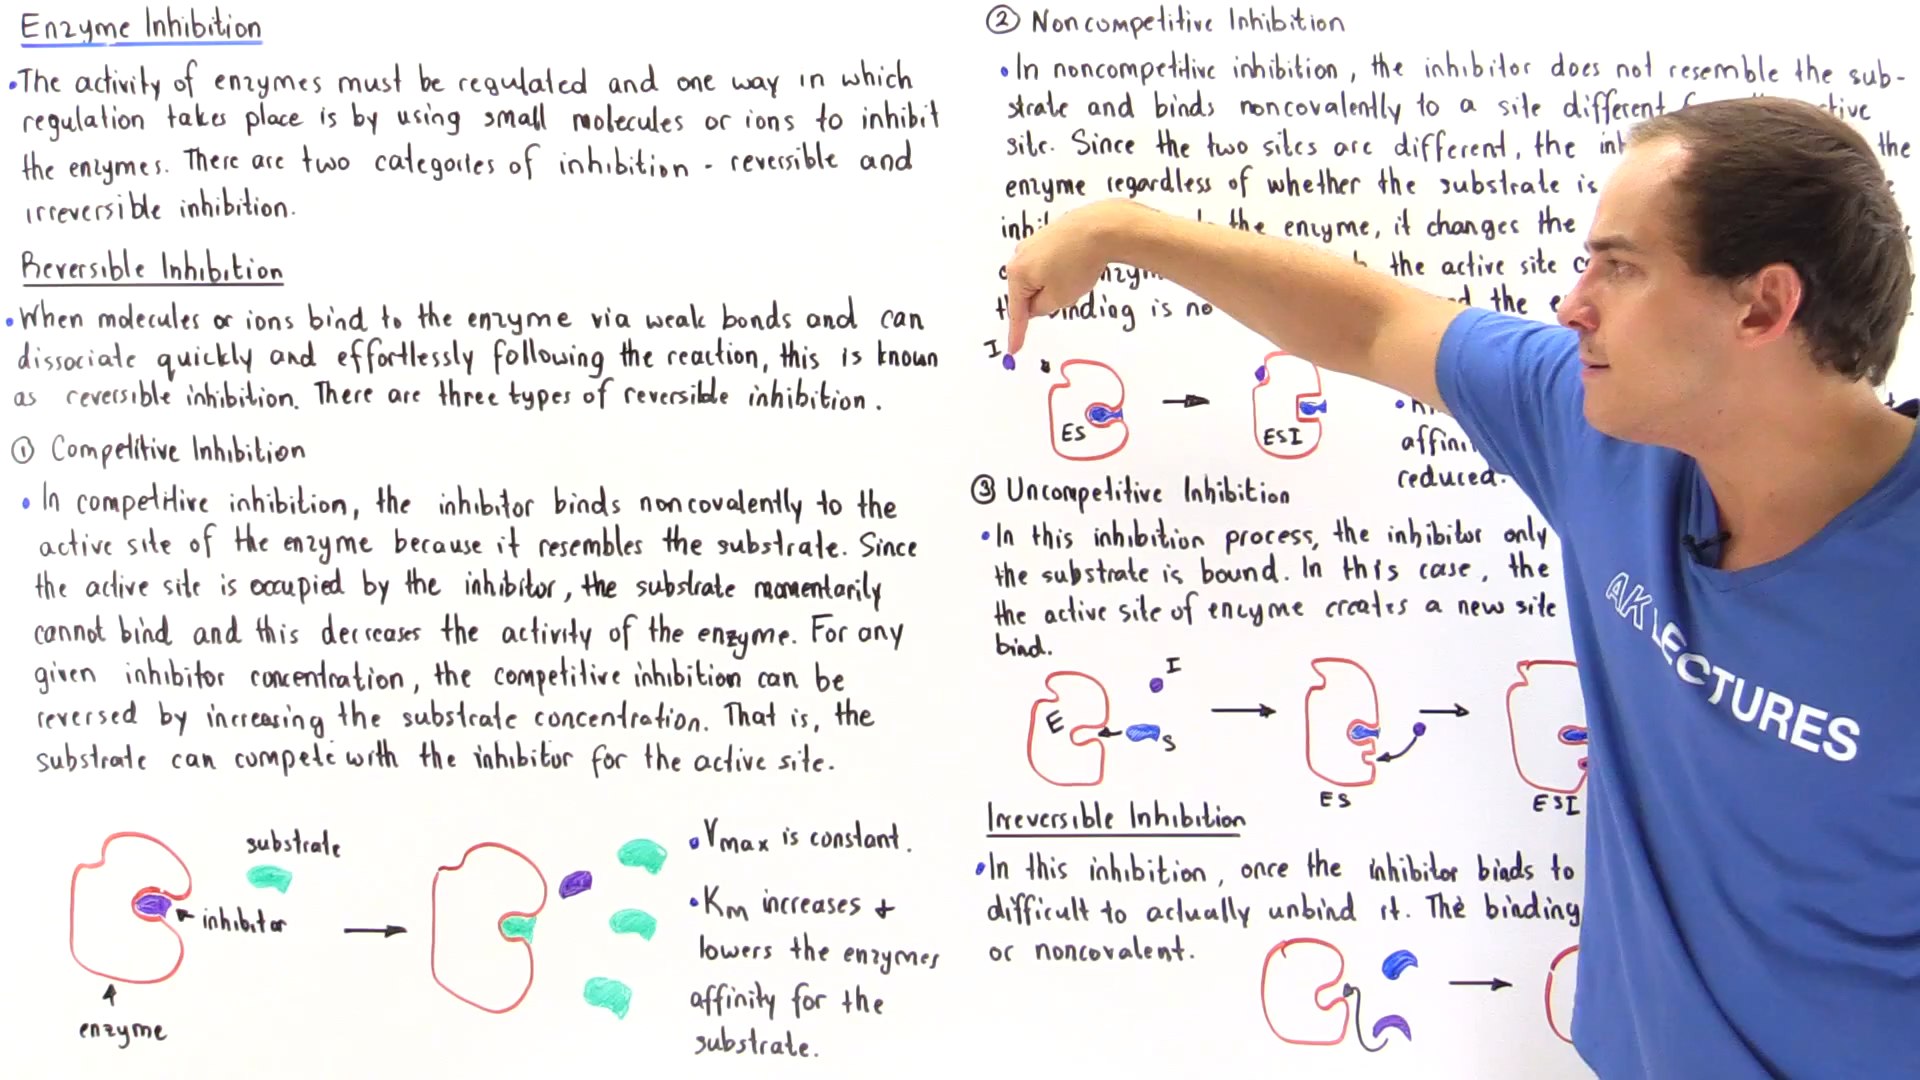 Enzyme Inhibition
•The activity of enzymes must be regulated and one way in which
regulation takes place is by using small molecules or ions to inhibit
the enzymes. There are two categories of inhibition - reversible and
irreversible inhibition.
Reversible Inhibition
•When molecules or ions bind to the enzyme via weak bonds and can
dissociate quickly and effortlessly following the reaction, this is known
as reversible inhibition. There are three types of reversible inhibition.
① Competitive Inhibition
• In competitive inhibition, the inhibitor binds noncovalently to the
active site of the enzyme because it resembles the substrate. Since
the active site is occupied by the inhibitor, the substrate momentarily
cannot bind and this decreases the activity of the enzyme. For any
given inhibitor concentration, the competitive inhibition can be
reversed by increasing the substrate concentration. That is, the
substrate can compete with the inhibitor for the active site.
substrate
inhibitor
enzyme
•Vmax is constant.
•Km increases +
lowers the enzymes
affinity for the
substrate.
② Noncompetitive Inhibition
•In noncompetitive inhibition, the inhibitor does not resemble the sub-
strate and binds noncovalently to a site different
site. Since the two sites are different, the the
enzyme regardless of whether the substrate is
the enzyme, it changes the
the active site
binding is the
I
ES
ESI
reduced.
③ Uncompetitive Inhibition
•In this inhibition process, the inhibitor only
the substrate is bound. In this case, the
the active site of enzyme creates a new site
bind.
I
E
S
ES
ESI
Irreversible Inhibition
•In this inhibition, once the inhibitor binds to
difficult to actually unbind it. The binding
or noncovalent.
AK LECTURES